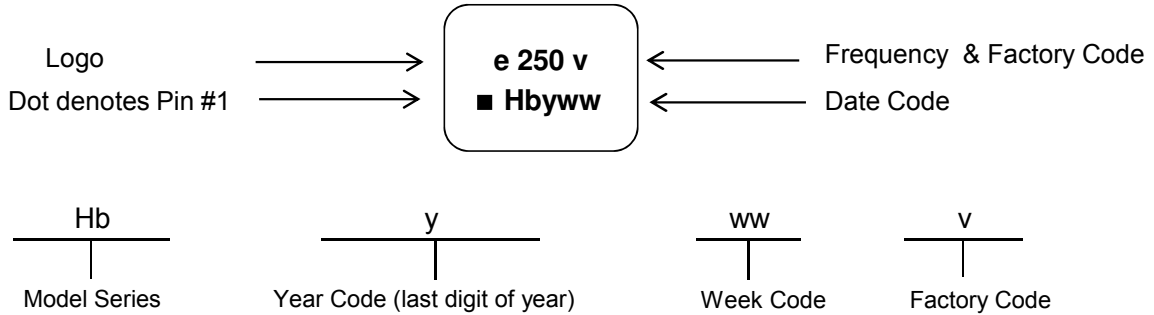 Logo
e 250 v
Frequency & Factory Code
Dot denotes Pin #1
■ Hbyww
Date Code
Hb
y
ww
v
Model Series
Year Code (last digit of year)
Week Code
Factory Code